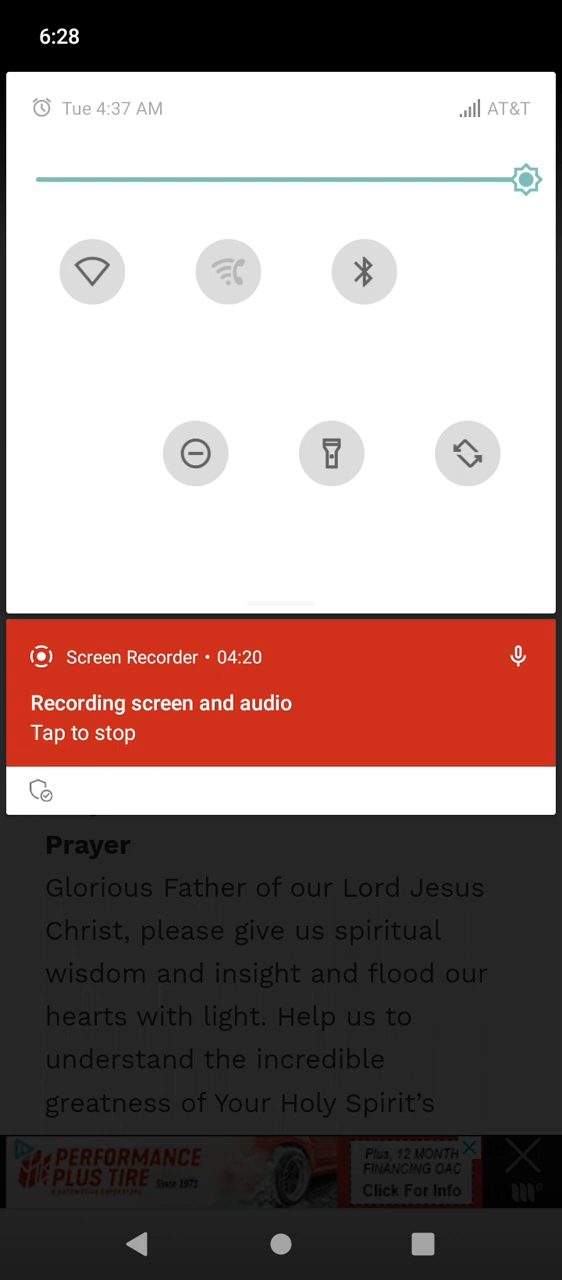 6:28
Tue 4:37 AM
AT&T
Screen Recorder • 04:20
Recording screen and audio
Tap to stop
Prayer
Glorious Father of our Lord Jesus
Christ, please give us spiritual
wisdom and insight and flood our
hearts with light. Help us to
understand the incredible
greatness of Your Holy Spirit’s
PERFORMANCE
PLUS TIRE
Since 1971
& AUTOMOTIVE SUPERSTORE
Plus, 12 MONTH
FINANCING OAC
Click For Info